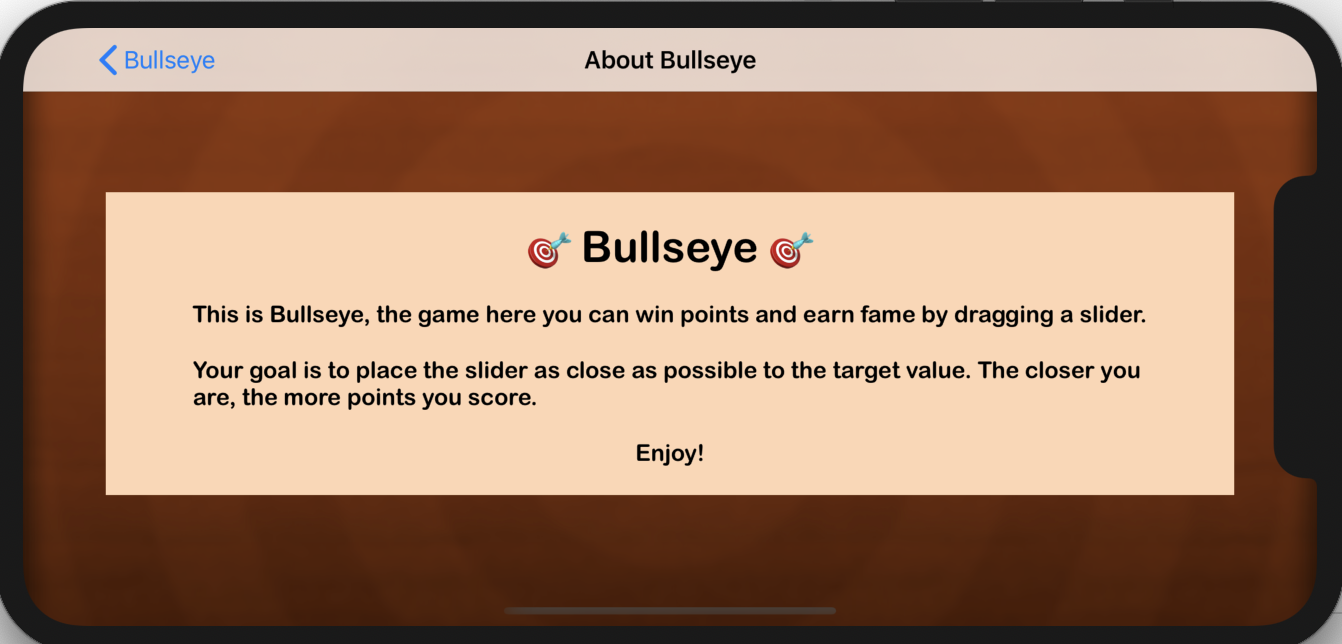 Bullseye
About Bullseye
🎯 Bullseye 🎯
This is Bullseye, the game here you can win points and earn fame by dragging a slider.
Your goal is to place the slider as close as possible to the target value. The closer you
are, the more points you score.
Enjoy!